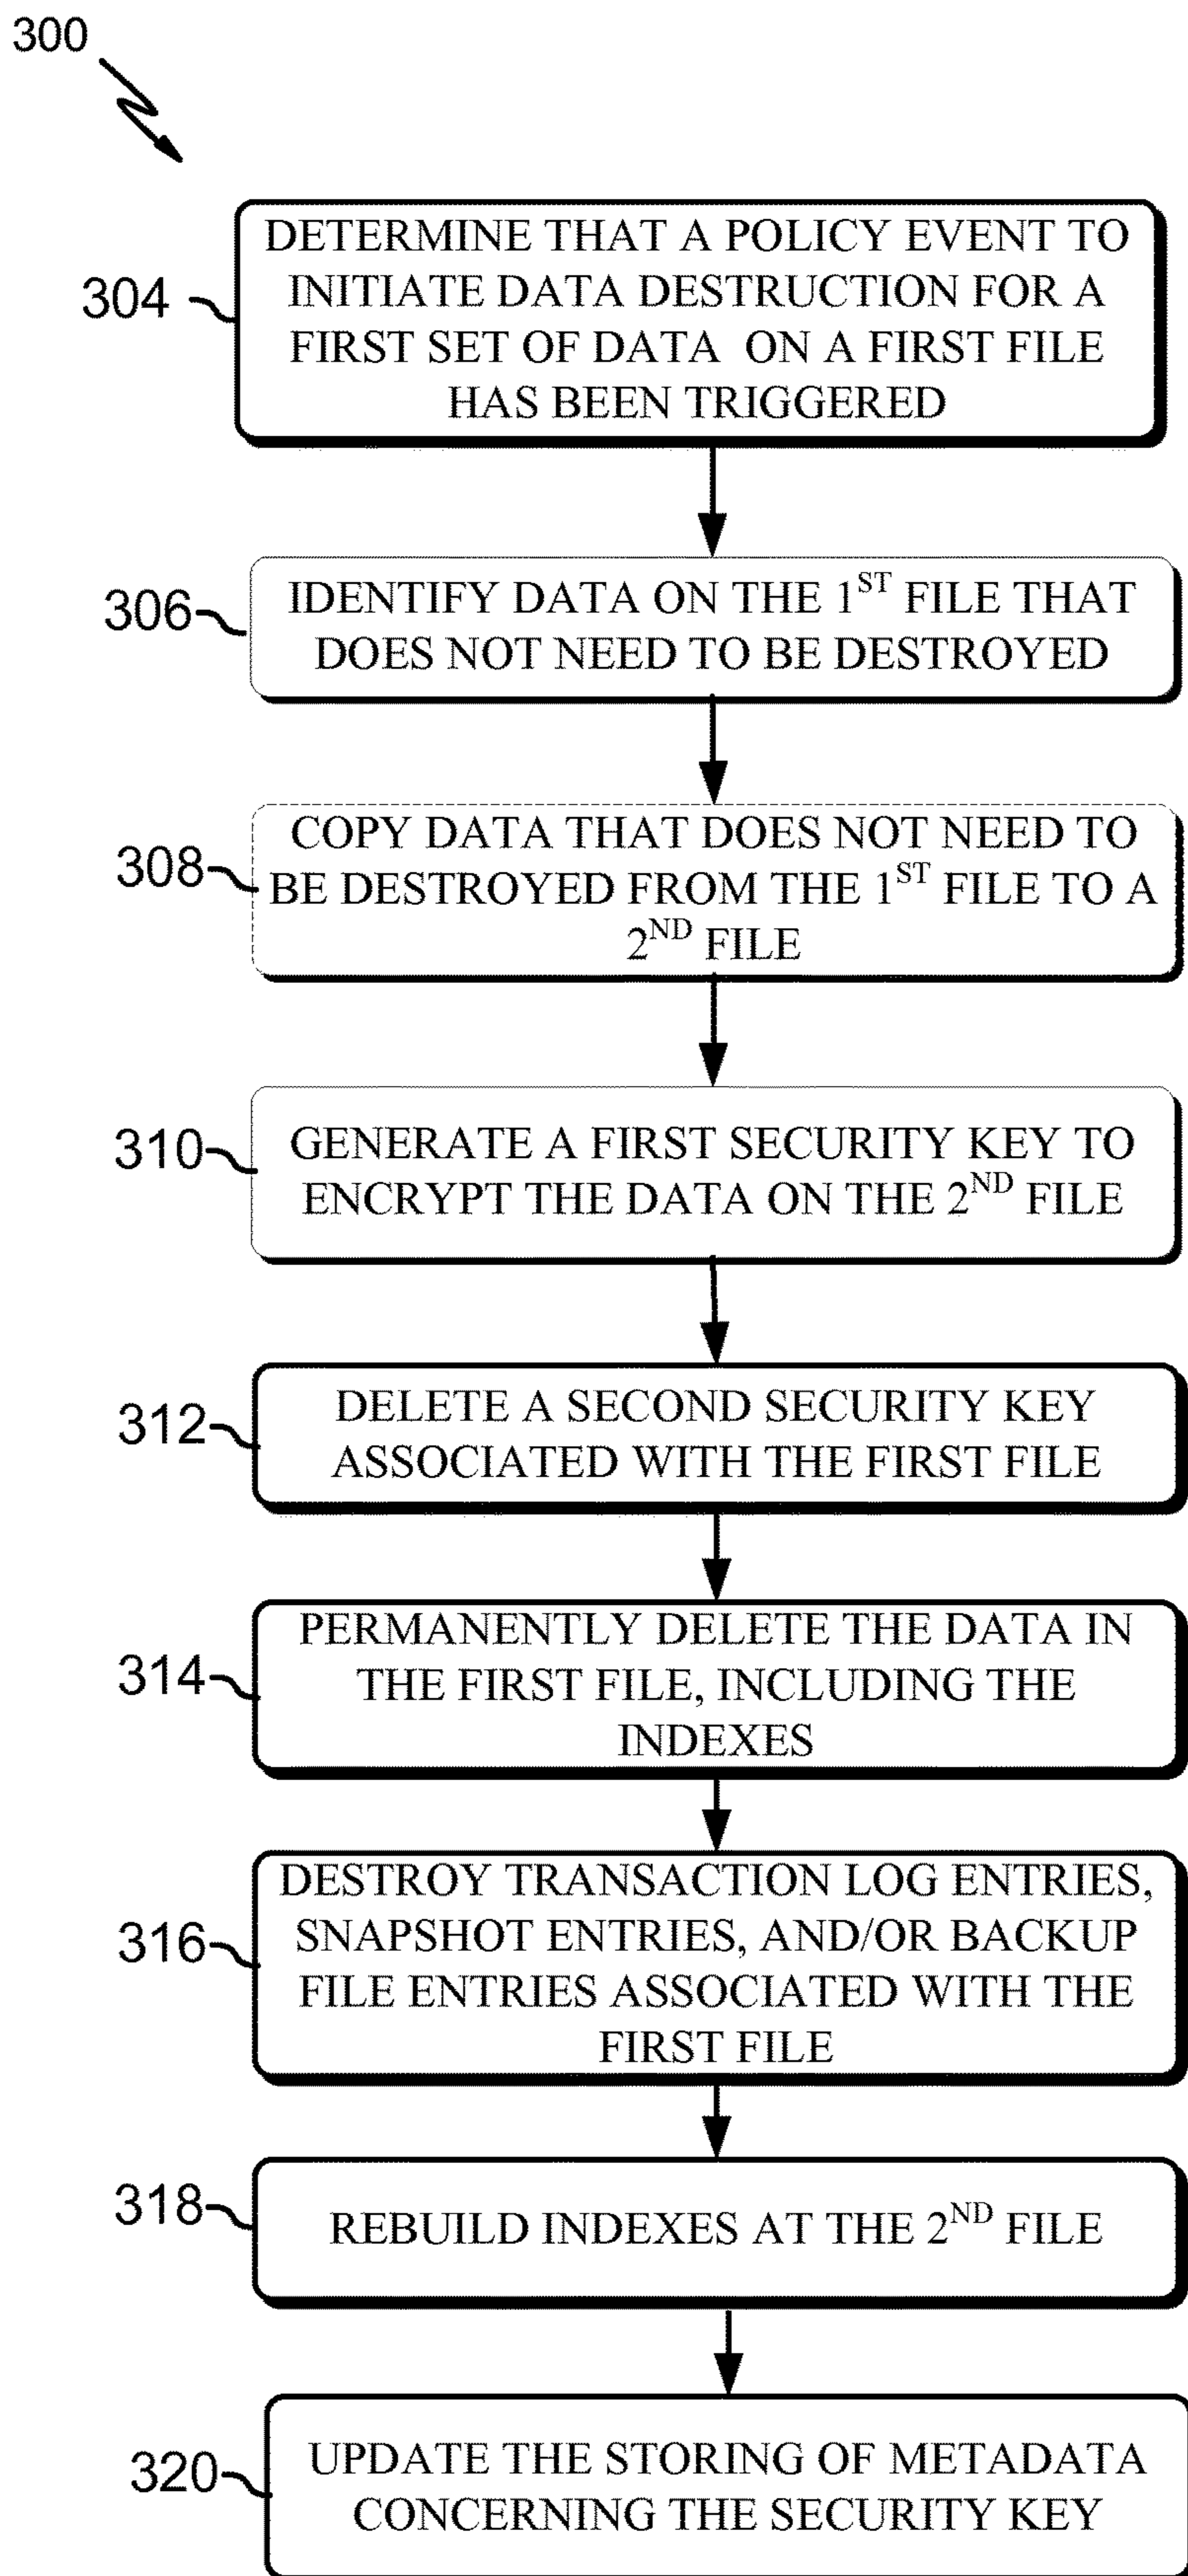 300
304
DETERMINE THAT A POLICY EVENT TO
INITIATE DATA DESTRUCTION FOR A
FIRST SET OF DATA ON A FIRST FILE
HAS BEEN TRIGGERED
306
IDENTIFY DATA ON THE 1ST FILE THAT
DOES NOT NEED TO BE DESTROYED
308
COPY DATA THAT DOES NOT NEED TO
BE DESTROYED FROM THE 1ST FILE TO A
2ND FILE
310
GENERATE A FIRST SECURITY KEY TO
ENCRYPT THE DATA ON THE 2ND FILE
312
DELETE A SECOND SECURITY KEY
ASSOCIATED WITH THE FIRST FILE
314
PERMANENTLY DELETE THE DATA IN
THE FIRST FILE, INCLUDING THE
INDEXES
316
DESTROY TRANSACTION LOG ENTRIES,
SNAPSHOT ENTRIES, AND/OR BACKUP
FILE ENTRIES ASSOCIATED WITH THE
FIRST FILE
318
REBUILD INDEXES AT THE 2ND FILE
320
UPDATE THE STORING OF METADATA
CONCERNING THE SECURITY KEY